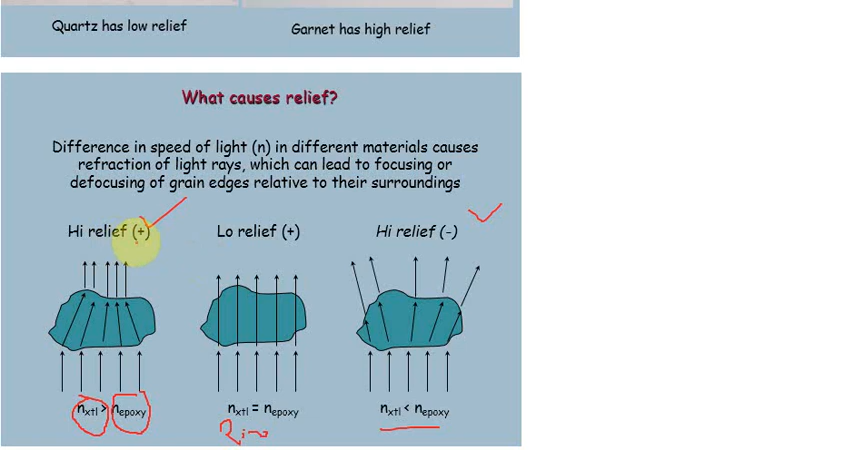 Quartz has low relief
Garnet has high relief
What causes relief?
Difference in speed of light (n) in different materials causes
refraction of light rays, which can lead to focusing or
defocusing of grain edges relative to their surroundings
Hi relief (+)
Lo relief (+)
Hi relief (-)
nxtl > nepoxy
nxtl = nepoxy
nxtl < nepoxy